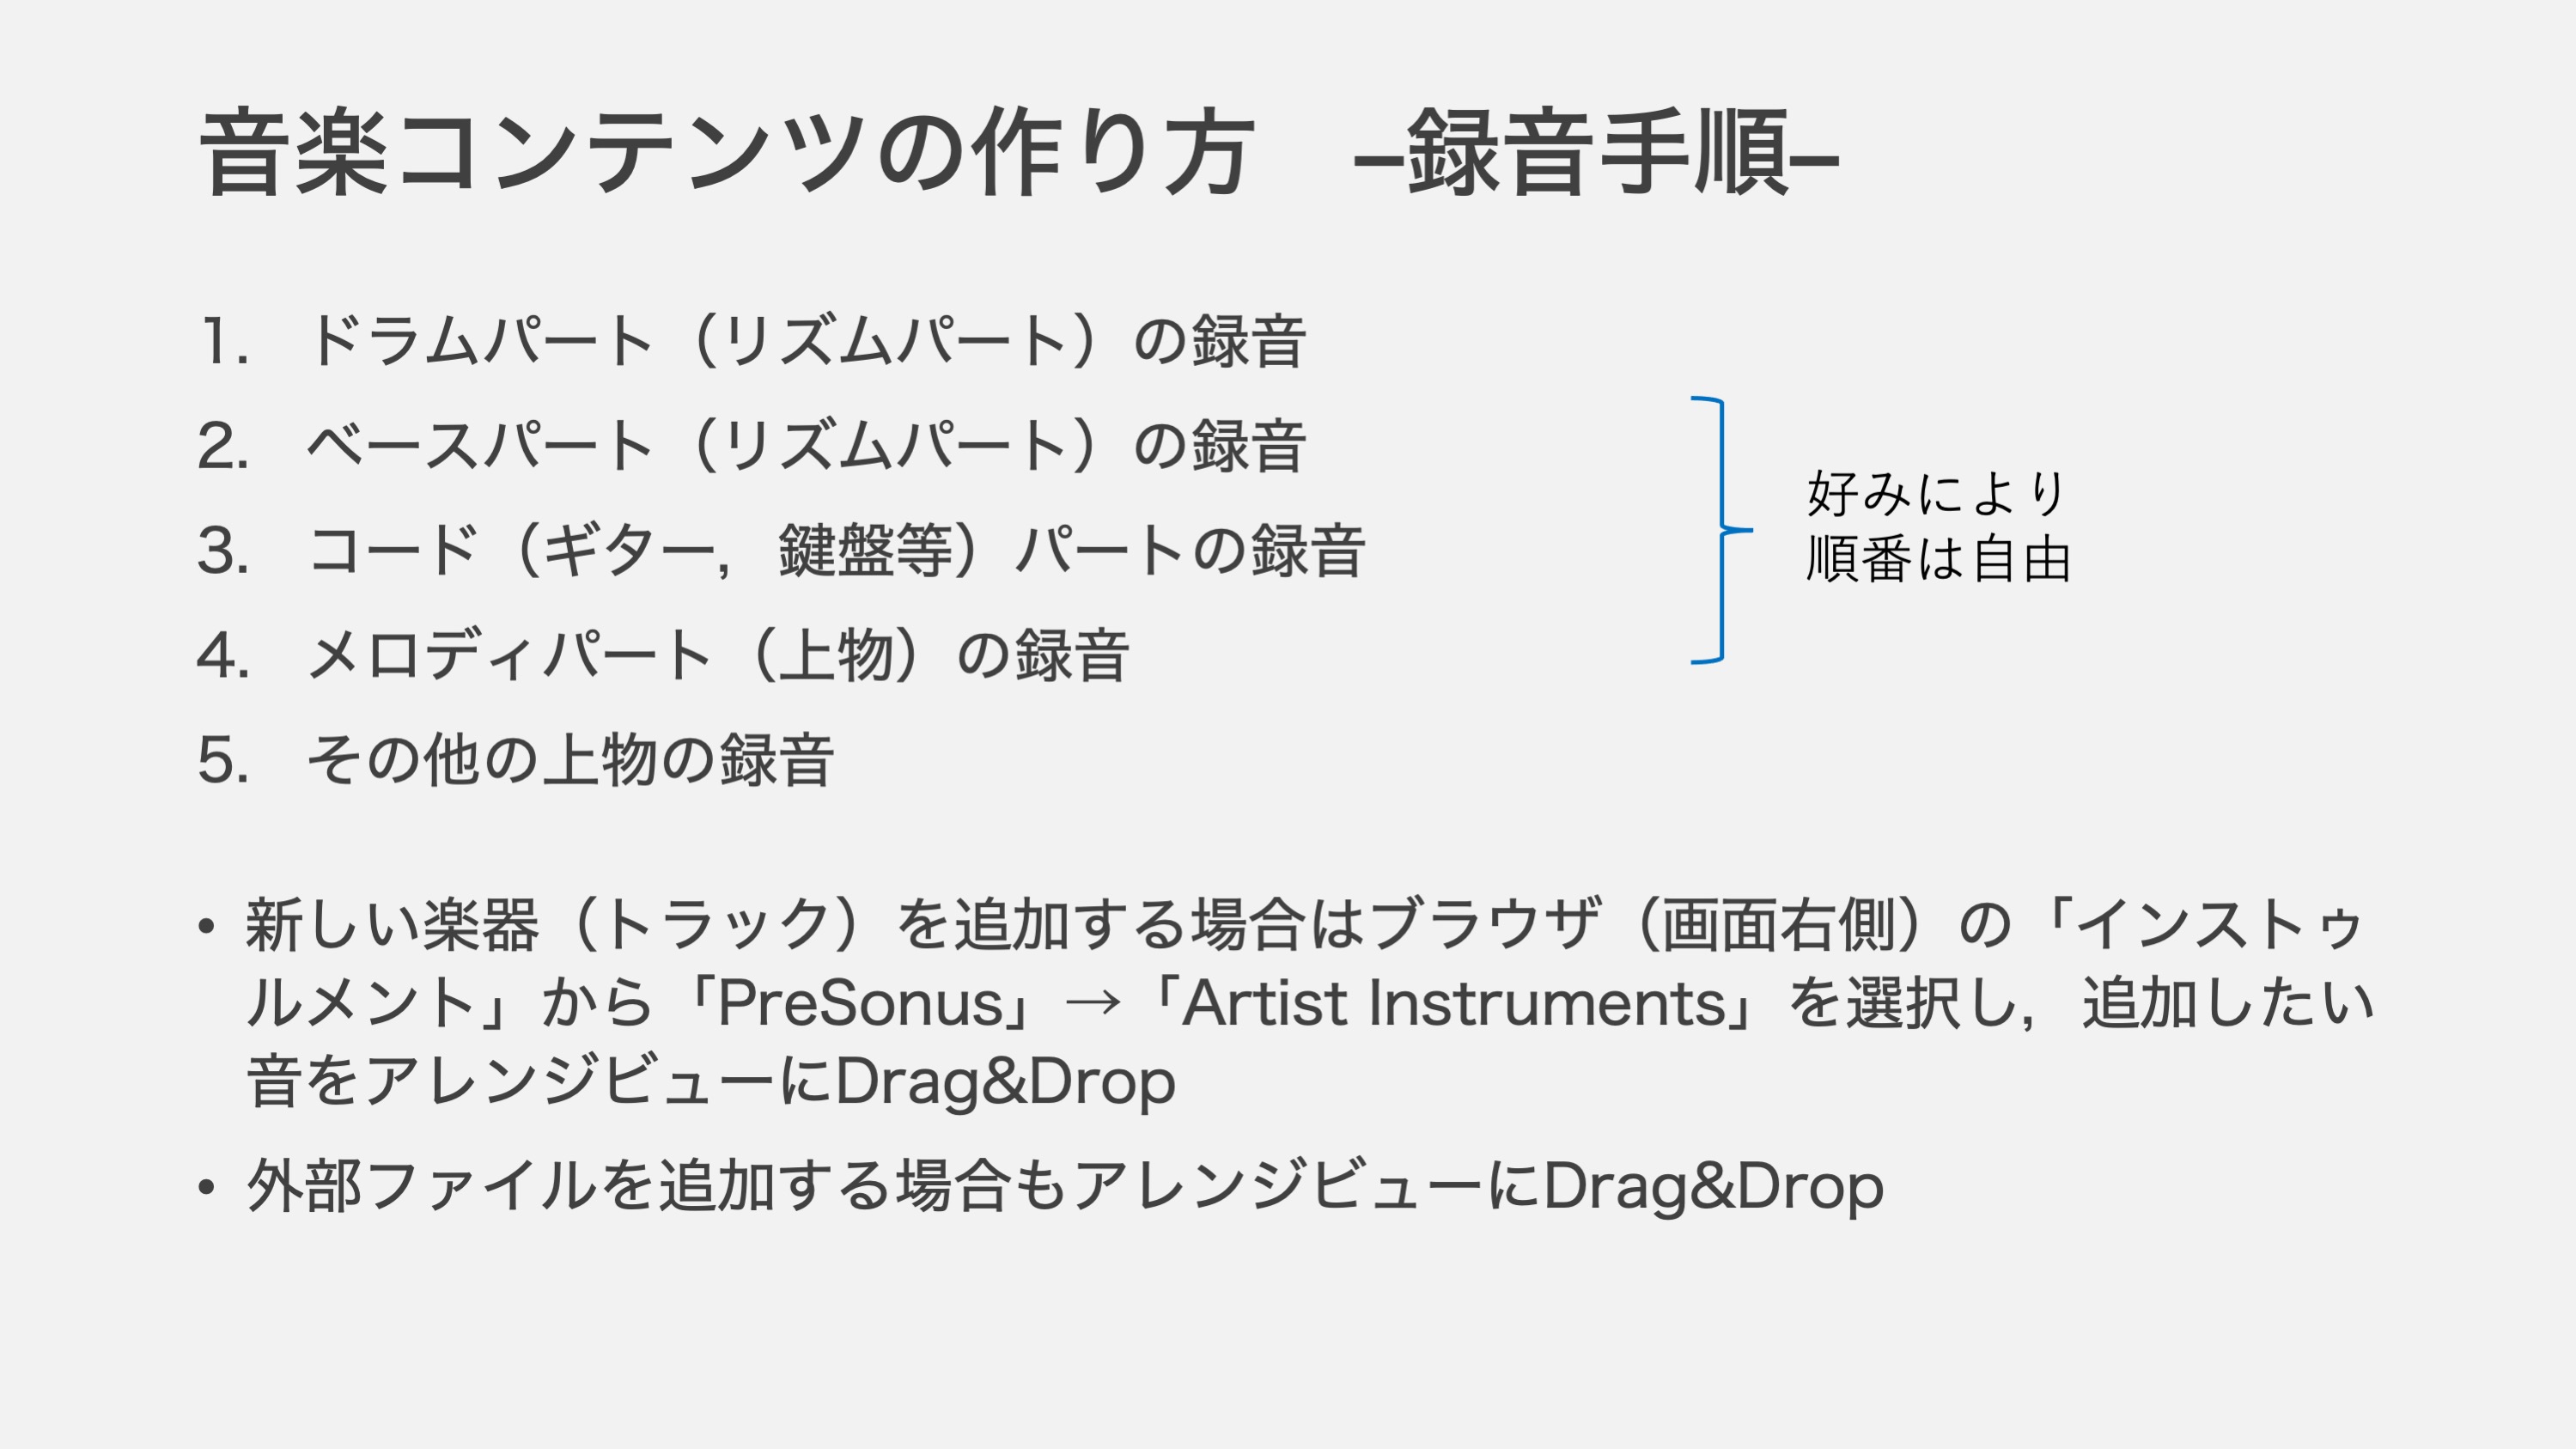 音楽コンテンツの作り方　–録音手順–
1. ドラムパート（リズムパート）の録音
2. ベースパート（リズムパート）の録音
3. コード（ギター，鍵盤等）パートの録音
4. メロディパート（上物）の録音
5. その他の上物の録音
好みにより
順番は自由
• 新しい楽器（トラック）を追加する場合はブラウザ（画面右側）の「インストゥ
ルメント」から「PreSonus」→「Artist Instruments」を選択し，追加したい
音をアレンジビューにDrag&Drop
• 外部ファイルを追加する場合もアレンジビューにDrag&Drop